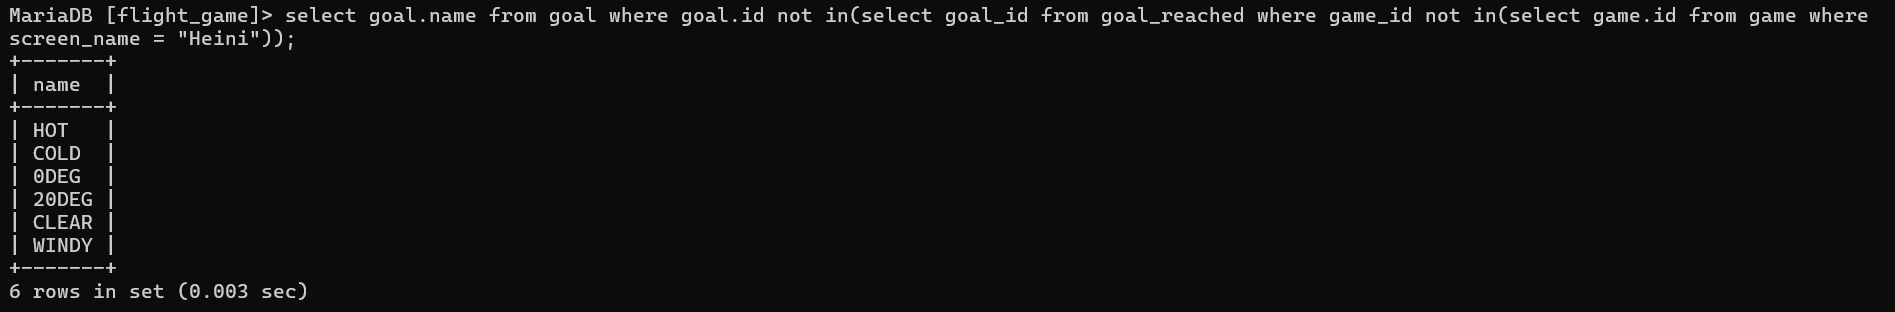 MariaDB [flight_game]> select goal.name from goal where goal.id not in(select goal_id from goal_reached where game_id not in(select game.id from game where
screen_name = "Heini"));
+-------+
| name  |
+-------+
| HOT   |
| COLD  |
| 0DEG  |
| 20DEG |
| CLEAR |
| WINDY |
+-------+
6 rows in set (0.003 sec)